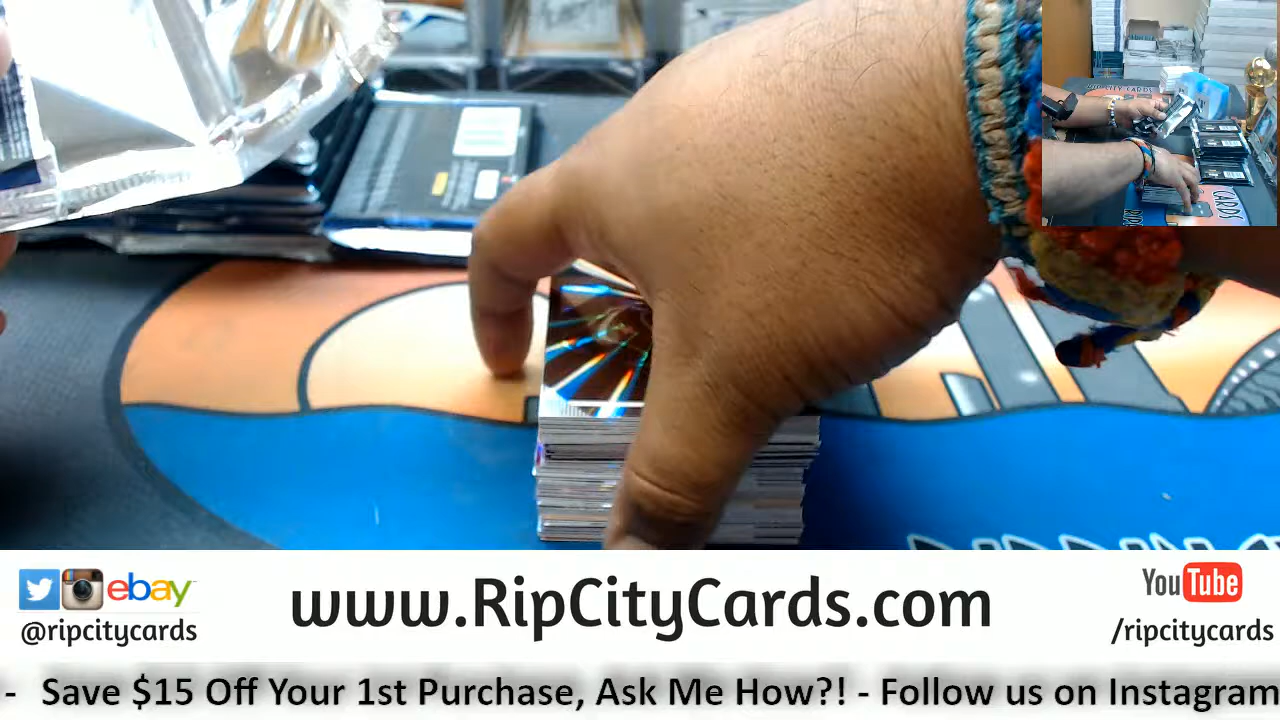 ebay
@ripcitycards
www.RipCityCards.com
YouTube
/ripcitycards
- Save $15 Off Your 1st Purchase, Ask Me How?! - Follow us on Instagram